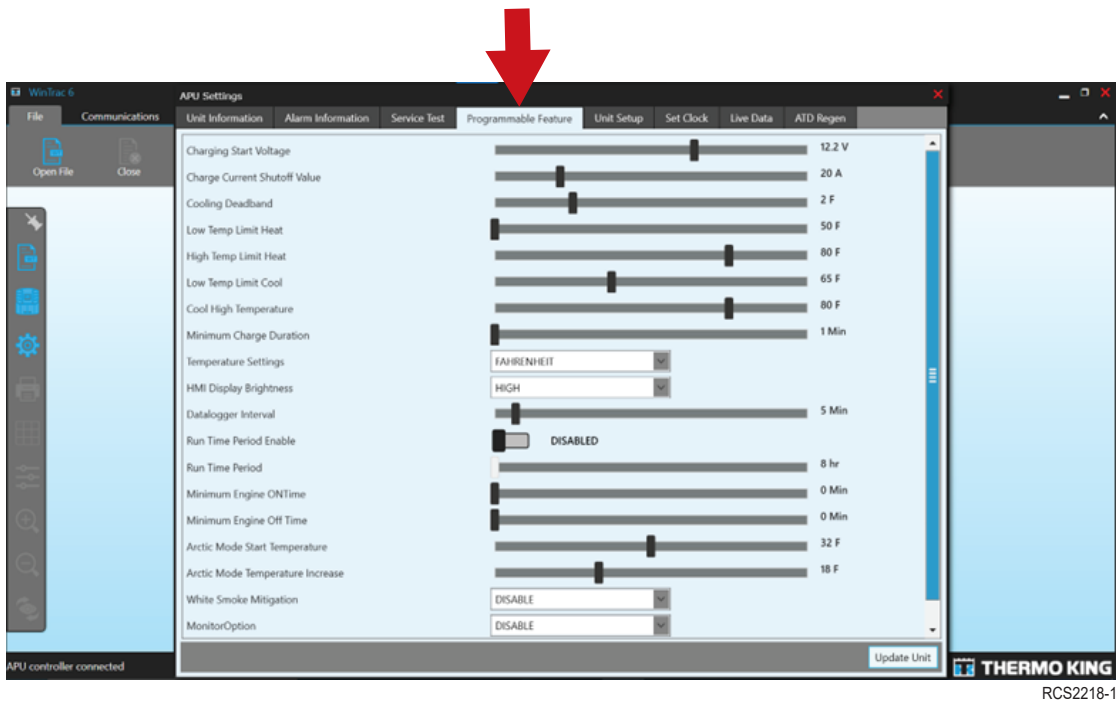 WinTrac 6
APU Settings
File Communications
Unit Information Alarm Information Service Test Programmable Feature Unit Setup Set Clock Live Data ATD Regen
Open File Close
Charging Start Voltage 12.2 V
Charge Current Shutoff Value 20 A
Cooling Deadband 2 F
Low Temp Limit Heat 50 F
High Temp Limit Heat 80 F
Low Temp Limit Cool 65 F
Cool High Temperature 80 F
Minimum Charge Duration 1 Min
Temperature Settings FAHRENHEIT
HMI Display Brightness HIGH
Datalogger Interval 5 Min
Run Time Period Enable DISABLED
Run Time Period 8 hr
Minimum Engine ONTime 0 Min
Minimum Engine Off Time 0 Min
Arctic Mode Start Temperature 32 F
Arctic Mode Temperature Increase 18 F
White Smoke Mitigation DISABLE
MonitorOption DISABLE
Update Unit
APU controller connected
THERMO KING
RCS2218-1